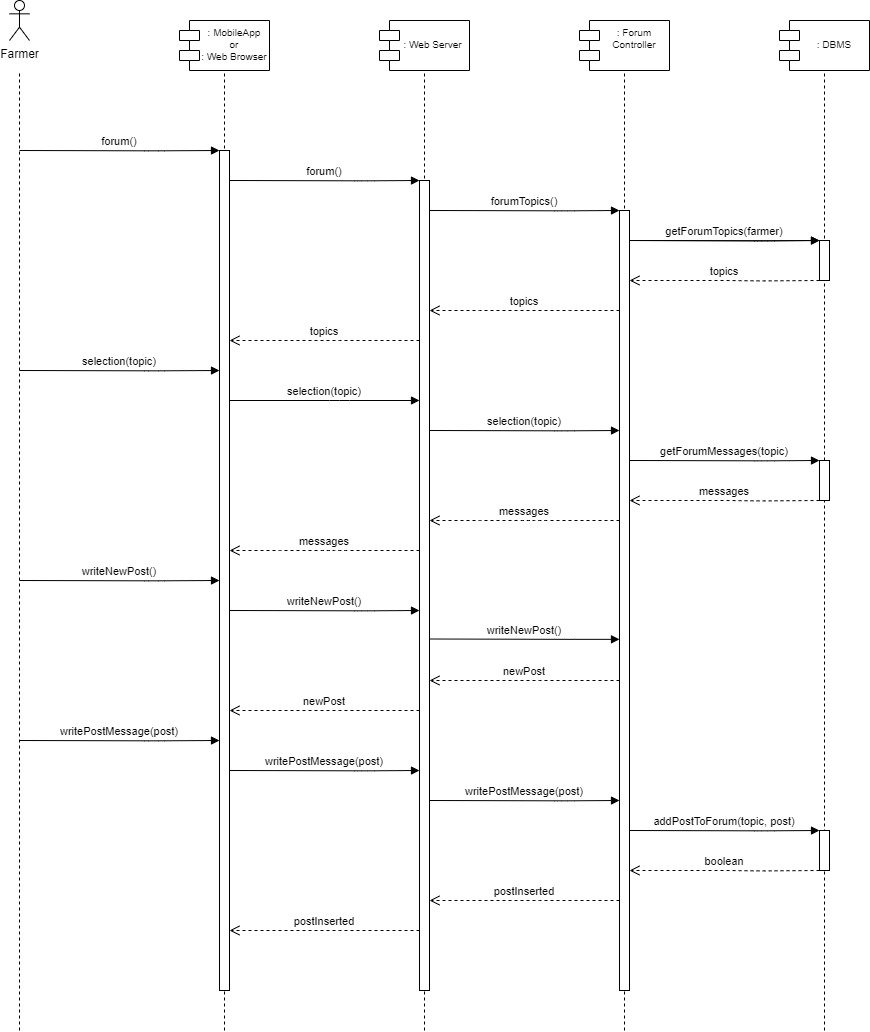 Farmer
: MobileApp
or
: Web Browser
: Web Server
: Forum
Controller
: DBMS
forum()
forum()
forumTopics()
getForumTopics(farmer)
topics
topics
topics
selection(topic)
selection(topic)
selection(topic)
getForumMessages(topic)
messages
messages
messages
writeNewPost()
writeNewPost()
writeNewPost()
newPost
newPost
writePostMessage(post)
writePostMessage(post)
writePostMessage(post)
addPostToForum(topic, post)
boolean
postInserted
postInserted